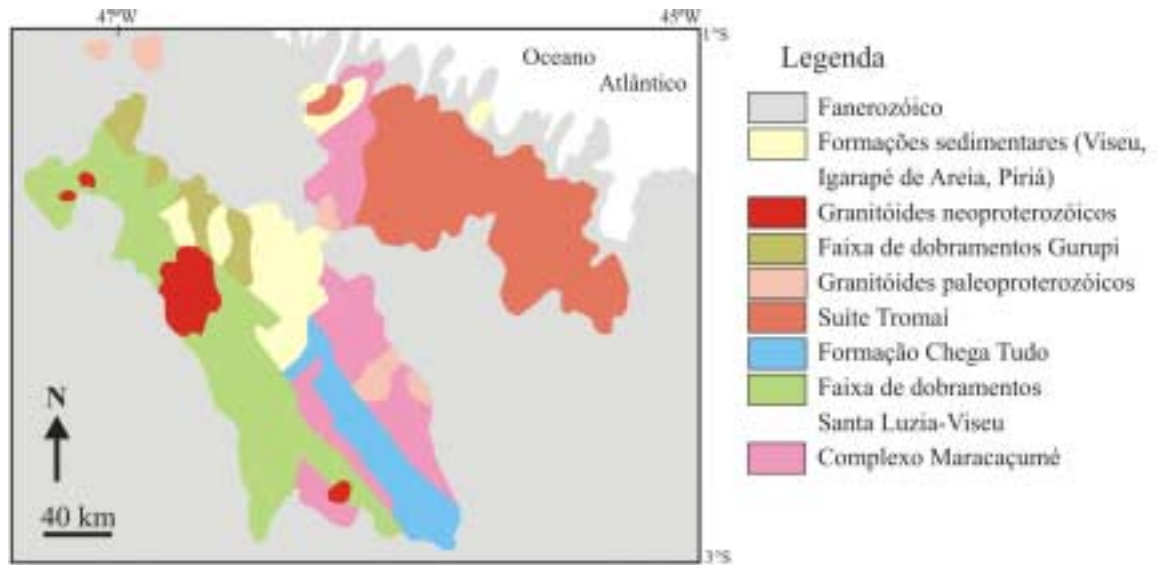 47°W
45°W
1°S
Oceano
Atlântico
Legenda
Fanerozóico
Formações sedimentares (Viseu,
Igarapé de Areia, Piriá)
Granitóides neoproterozóicos
Faixa de dobramentos Gurupi
Granitóides paleoproterozóicos
Suíte Tromaí
Formação Chega Tudo
Faixa de dobramentos
Santa Luzia-Viseu
Complexo Maracaçumé
N
40 km
3°S